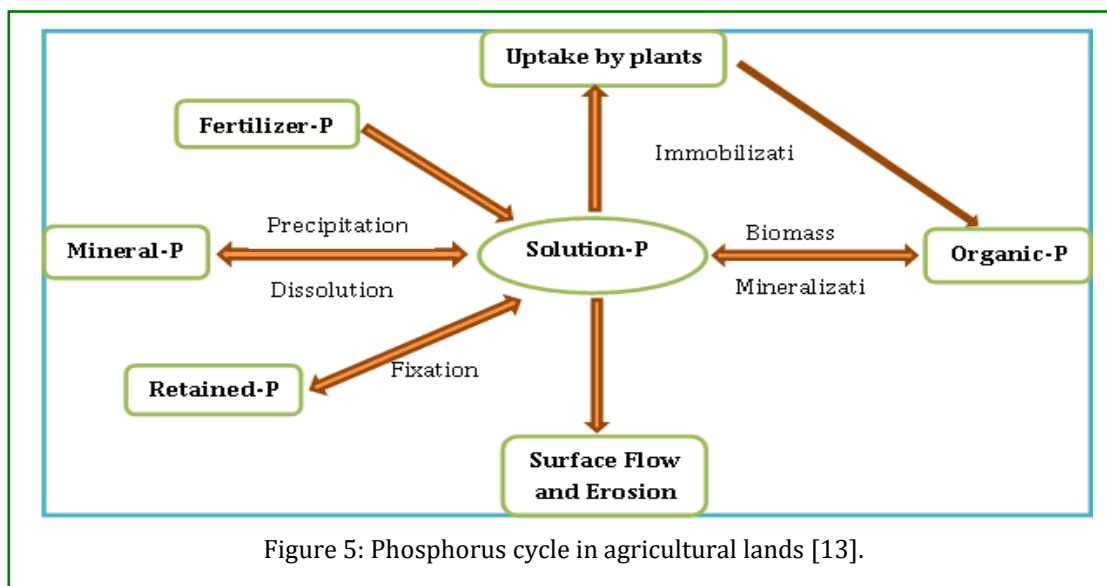 Uptake by plants
Fertilizer-P
Immobilizati
Precipitation
Mineral-P
Solution-P
Biomass
Organic-P
Dissolution
Mineralizati
Retained-P
Fixation
Surface Flow
and Erosion
Figure 5: Phosphorus cycle in agricultural lands [13].